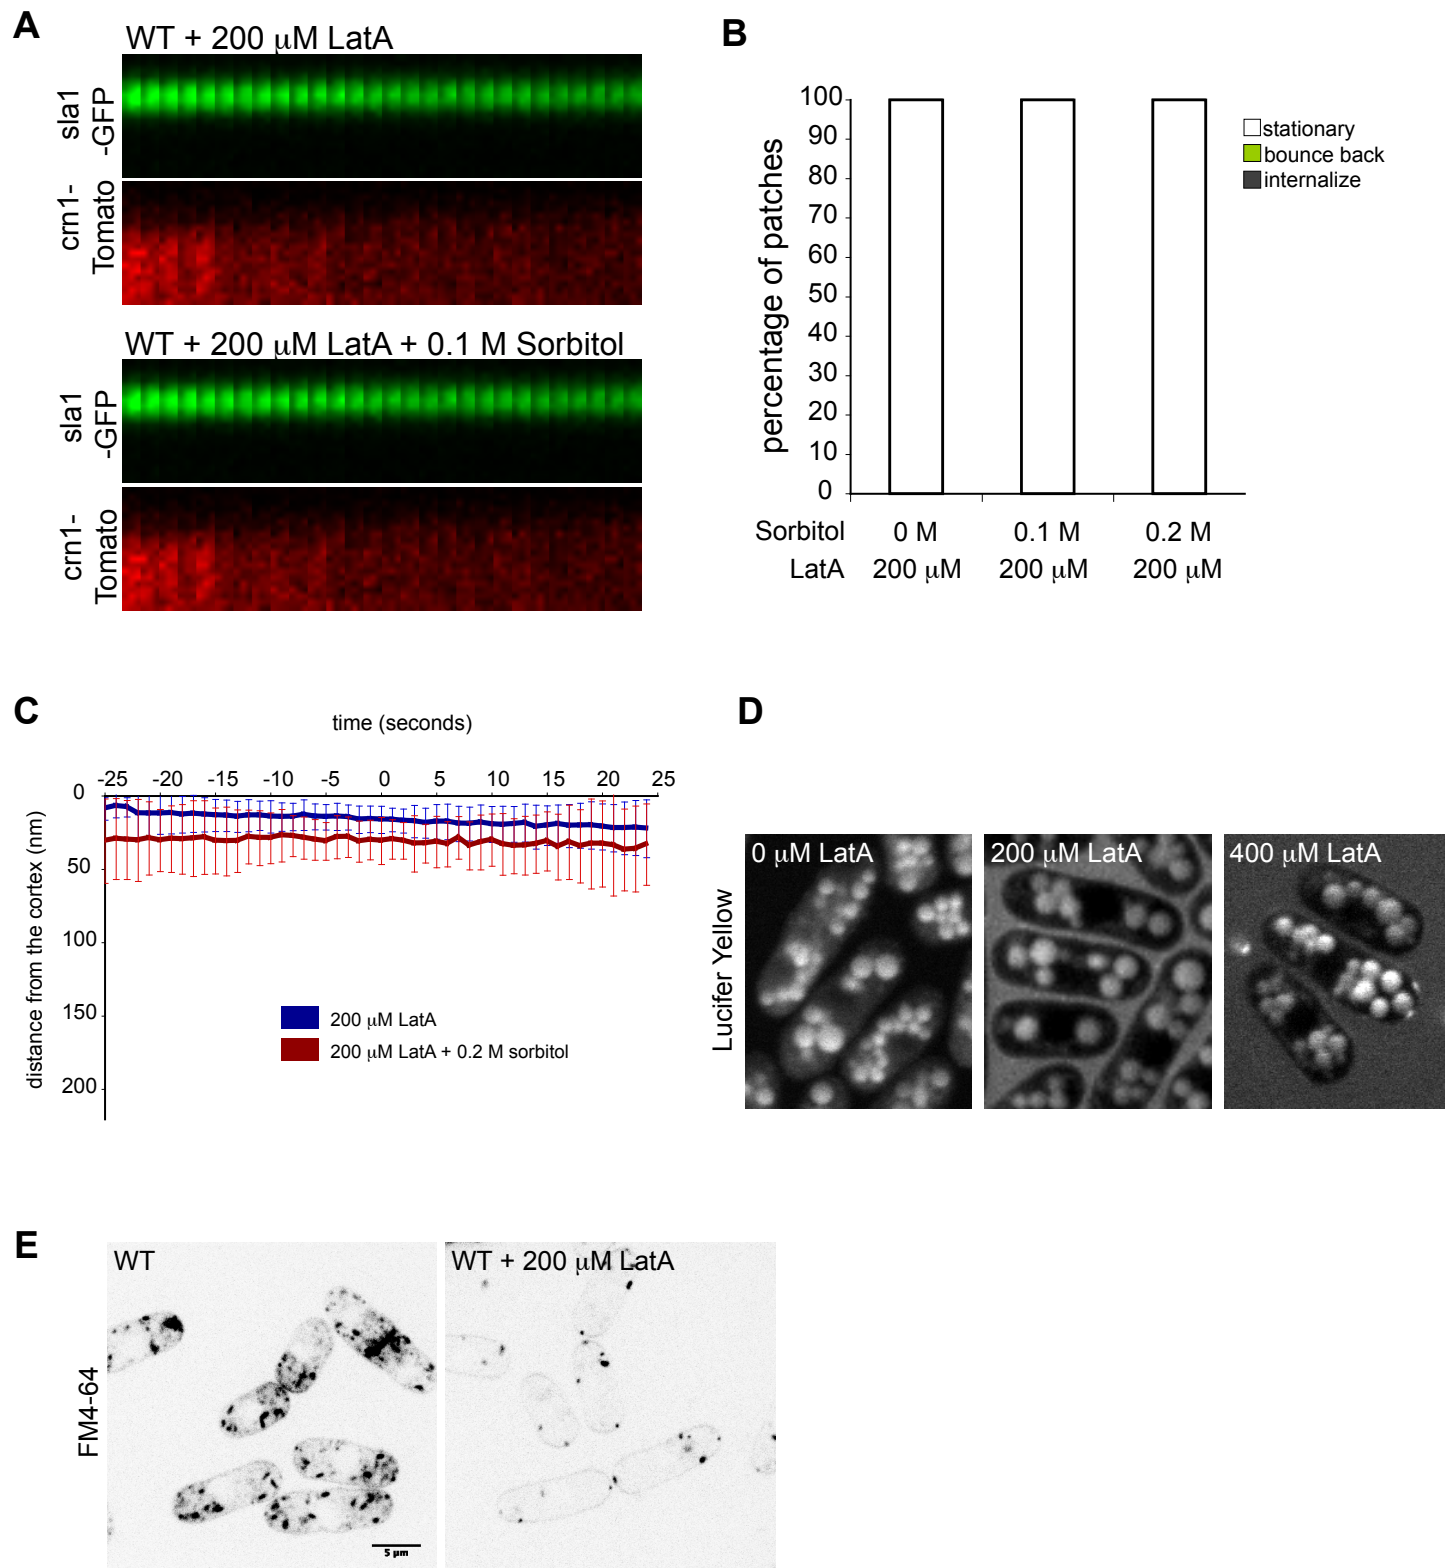 A
WT + 200 μM LatA
sla1
-GFP
crn1-
Tomato
WT + 200 μM LatA + 0.1 M Sorbitol
sla1
-GFP
crn1-
Tomato
B
percentage of patches
100
90
80
70
60
50
40
30
20
10
0
stationary
bounce back
internalize
Sorbitol 0 M 0.1 M 0.2 M
LatA 200 μM 200 μM 200 μM
C
time (seconds)
-25 -20 -15 -10 -5 0 5 10 15 20 25
distance from the cortex (nm)
0
50
100
150
200
200 μM LatA
200 μM LatA + 0.2 M sorbitol
D
Lucifer Yellow
0 μM LatA
200 μM LatA
400 μM LatA
E
FM4-64
WT
WT + 200 μM LatA
5 μm